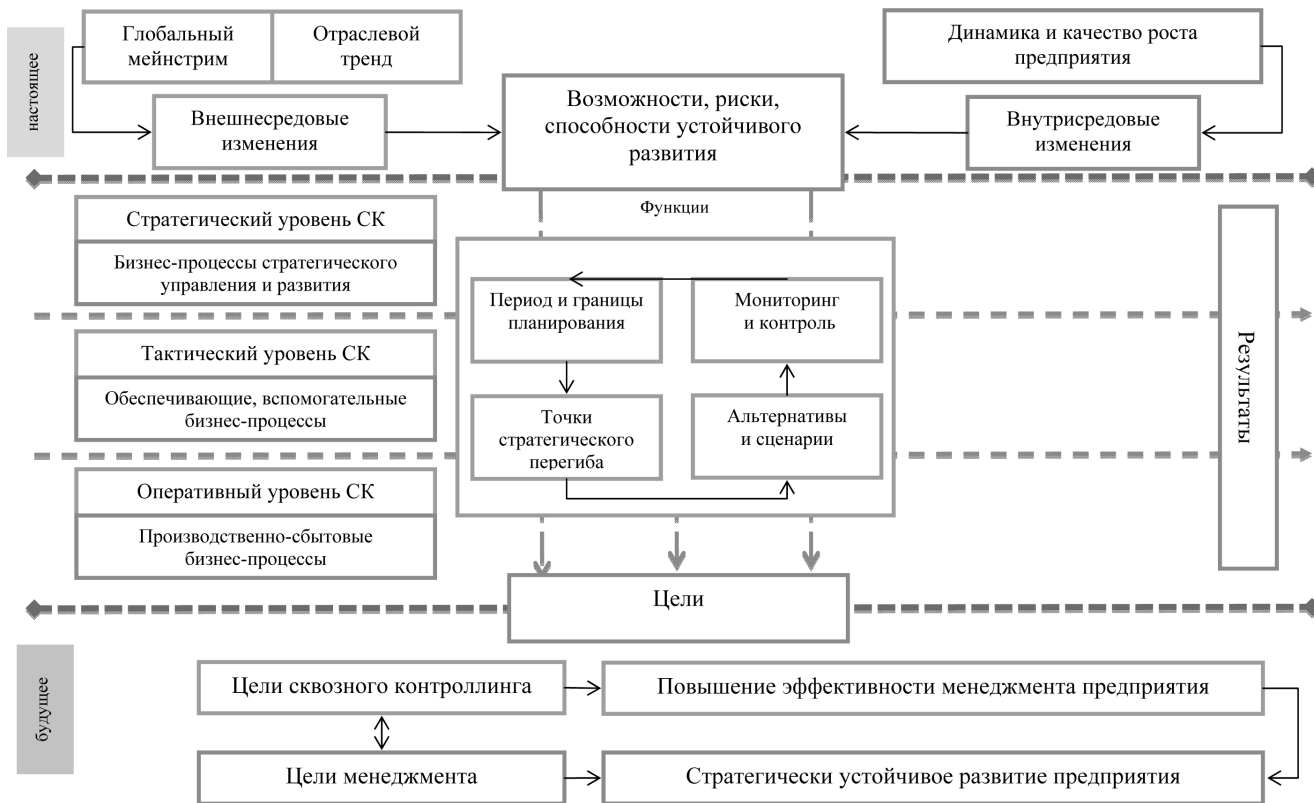 настоящее
Глобальный
мейнстрим
Отраслевой
тренд
Динамика и качество роста
предприятия
Внешнесредовые
изменения
Возможности, риски,
способности устойчивого
развития
Внутрисредовые
изменения
Функции
Стратегический уровень СК
Бизнес-процессы стратегического
управления и развития
Тактический уровень СК
Обеспечивающие, вспомогательные
бизнес-процессы
Оперативный уровень СК
Производственно-сбытовые
бизнес-процессы
Период и границы
планирования
Мониторинг
и контроль
Точки
стратегического
перегиба
Альтернативы
и сценарии
Результаты
Цели
будущее
Цели сквозного контроллинга
Повышение эффективности менеджмента предприятия
Цели менеджмента
Стратегически устойчивое развитие предприятия